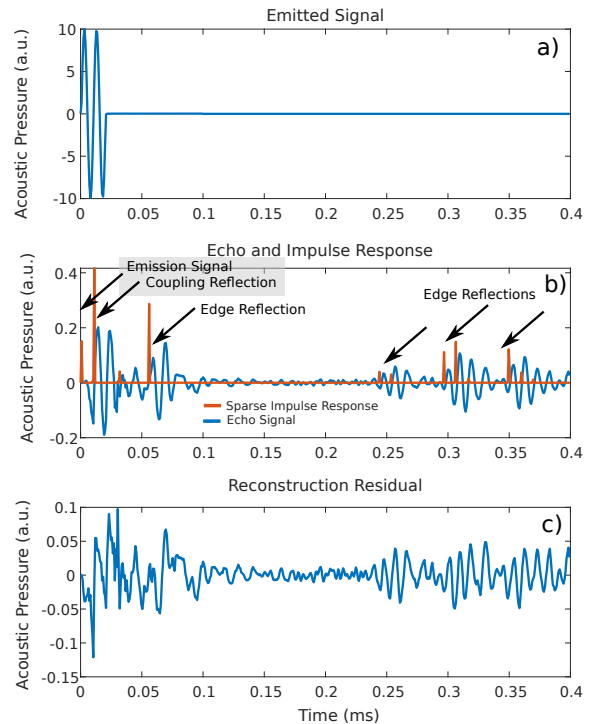 Emitted Signal
a)
Acoustic Pressure (a.u.)
10
5
0
-5
-10
0 0.05 0.1 0.15 0.2 0.25 0.3 0.35 0.4
Echo and Impulse Response
b)
Acoustic Pressure (a.u.)
0.4
0.2
0
-0.2
Emission Signal
Coupling Reflection
Edge Reflection
Edge Reflections
Sparse Impulse Response
Echo Signal
0 0.05 0.1 0.15 0.2 0.25 0.3 0.35 0.4
Reconstruction Residual
c)
Acoustic Pressure (a.u.)
0.1
0.05
0
-0.05
-0.1
-0.15
0 0.05 0.1 0.15 0.2 0.25 0.3 0.35 0.4
Time (ms)